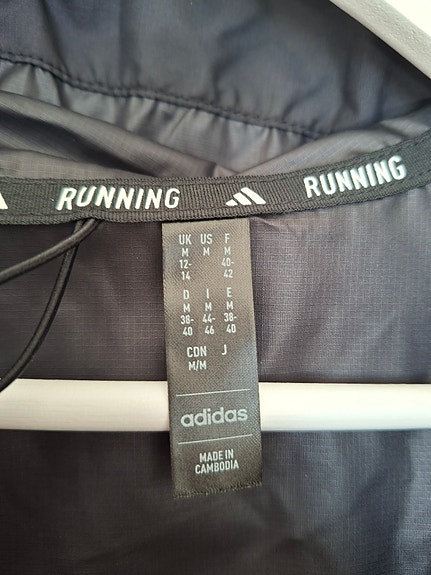 RUNNING RUNNING
UK US F
M M M
12- 40-
14 42
D I E
M M M
38- 44- 38-
40 46 40
CDN J
M/M
adidas
MADE IN
CAMBODIA